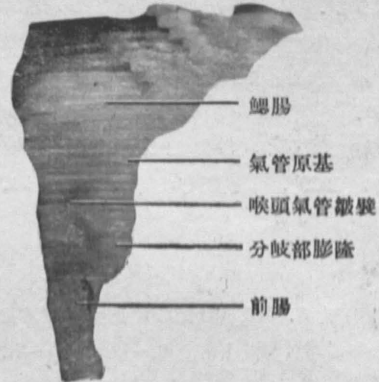 鰓腸
氣管原基
喉頭氣管皺襞
分岐部膨隆
前腸